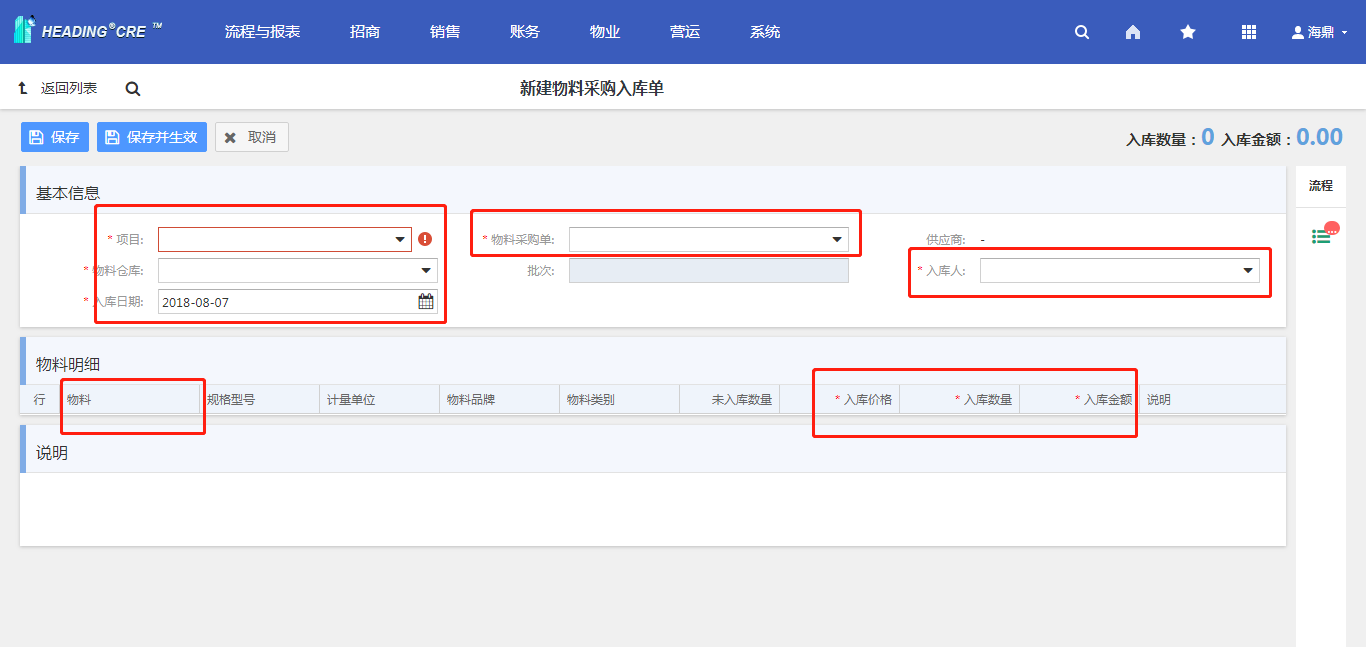 HEADING®CRE ™ 流程与报表 招商 销售 账务 物业 营运 系统 海鼎
返回列表 新建物料采购入库单
保存 保存并生效 取消 入库数量：0 入库金额：0.00
基本信息 流程
* 项目: * 物料采购单: 供应商: -
* 物料仓库: 批次: * 入库人:
* 入库日期: 2018-08-07
物料明细
行 物料 规格型号 计量单位 物料品牌 物料类别 未入库数量 * 入库价格 * 入库数量 * 入库金额 说明
说明